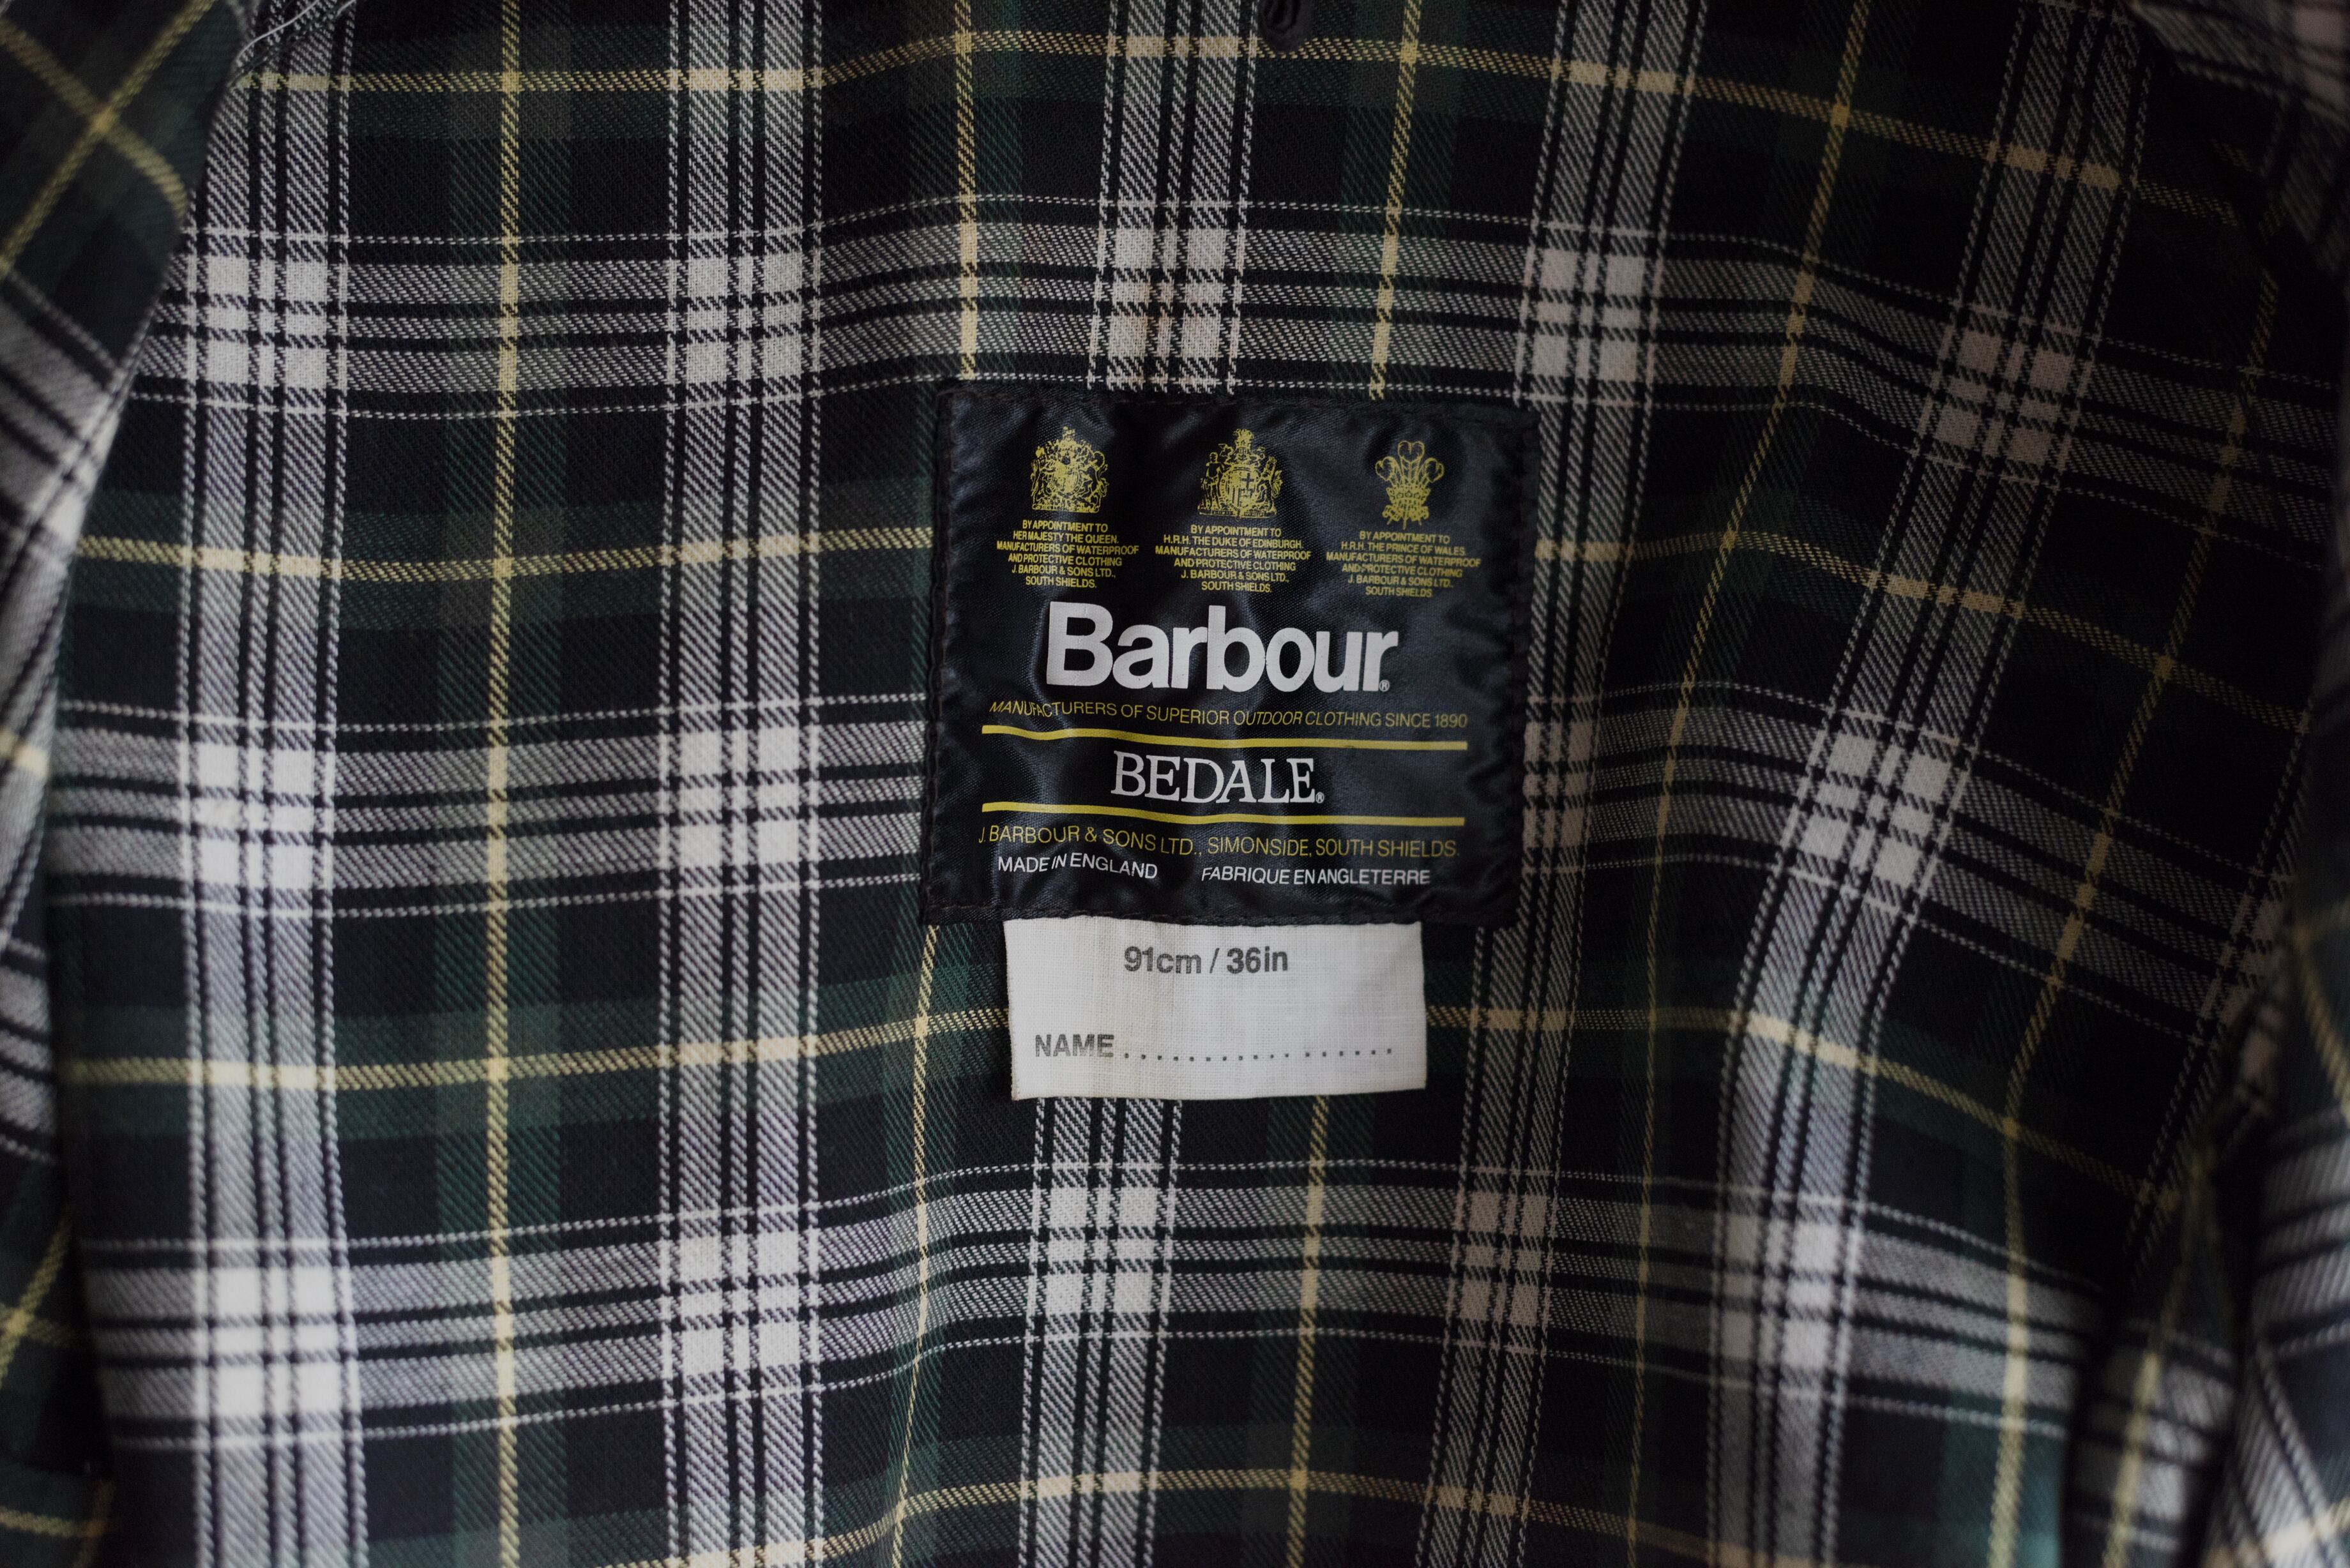 BY APPOINTMENT TO
HER MAJESTY THE QUEEN.
MANUFACTURERS OF WATERPROOF
AND PROTECTIVE CLOTHING
J. BARBOUR & SONS LTD.,
SOUTH SHIELDS.
BY APPOINTMENT TO
H.R.H. THE DUKE OF EDINBURGH.
MANUFACTURERS OF WATERPROOF
AND PROTECTIVE CLOTHING
J. BARBOUR & SONS LTD.,
SOUTH SHIELDS.
BY APPOINTMENT TO
H.R.H. THE PRINCE OF WALES.
MANUFACTURERS OF WATERPROOF
AND PROTECTIVE CLOTHING
J. BARBOUR & SONS LTD.,
SOUTH SHIELDS.
Barbour®
MANUFACTURERS OF SUPERIOR OUTDOOR CLOTHING SINCE 1890
BEDALE®
J. BARBOUR & SONS LTD., SIMONSIDE, SOUTH SHIELDS.
MADE IN ENGLAND FABRIQUE EN ANGLETERRE
91cm / 36in
NAME....................